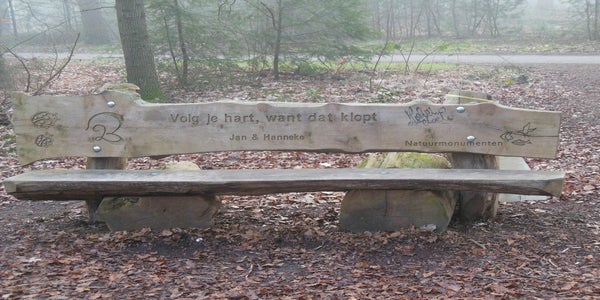 Volg je hart, want dat klopt
Jan & Hanneke
Natuurmonumenten